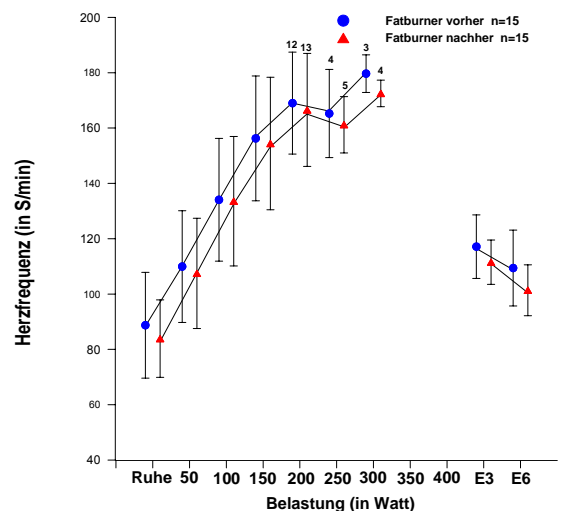 Fatburner vorher n=15
Fatburner nachher n=15
200
180
160
140
120
100
80
60
40
Herzfrequenz (in S/min)
12 13 4 5 3 4
Ruhe 50 100 150 200 250 300 350 400 E3 E6
Belastung (in Watt)